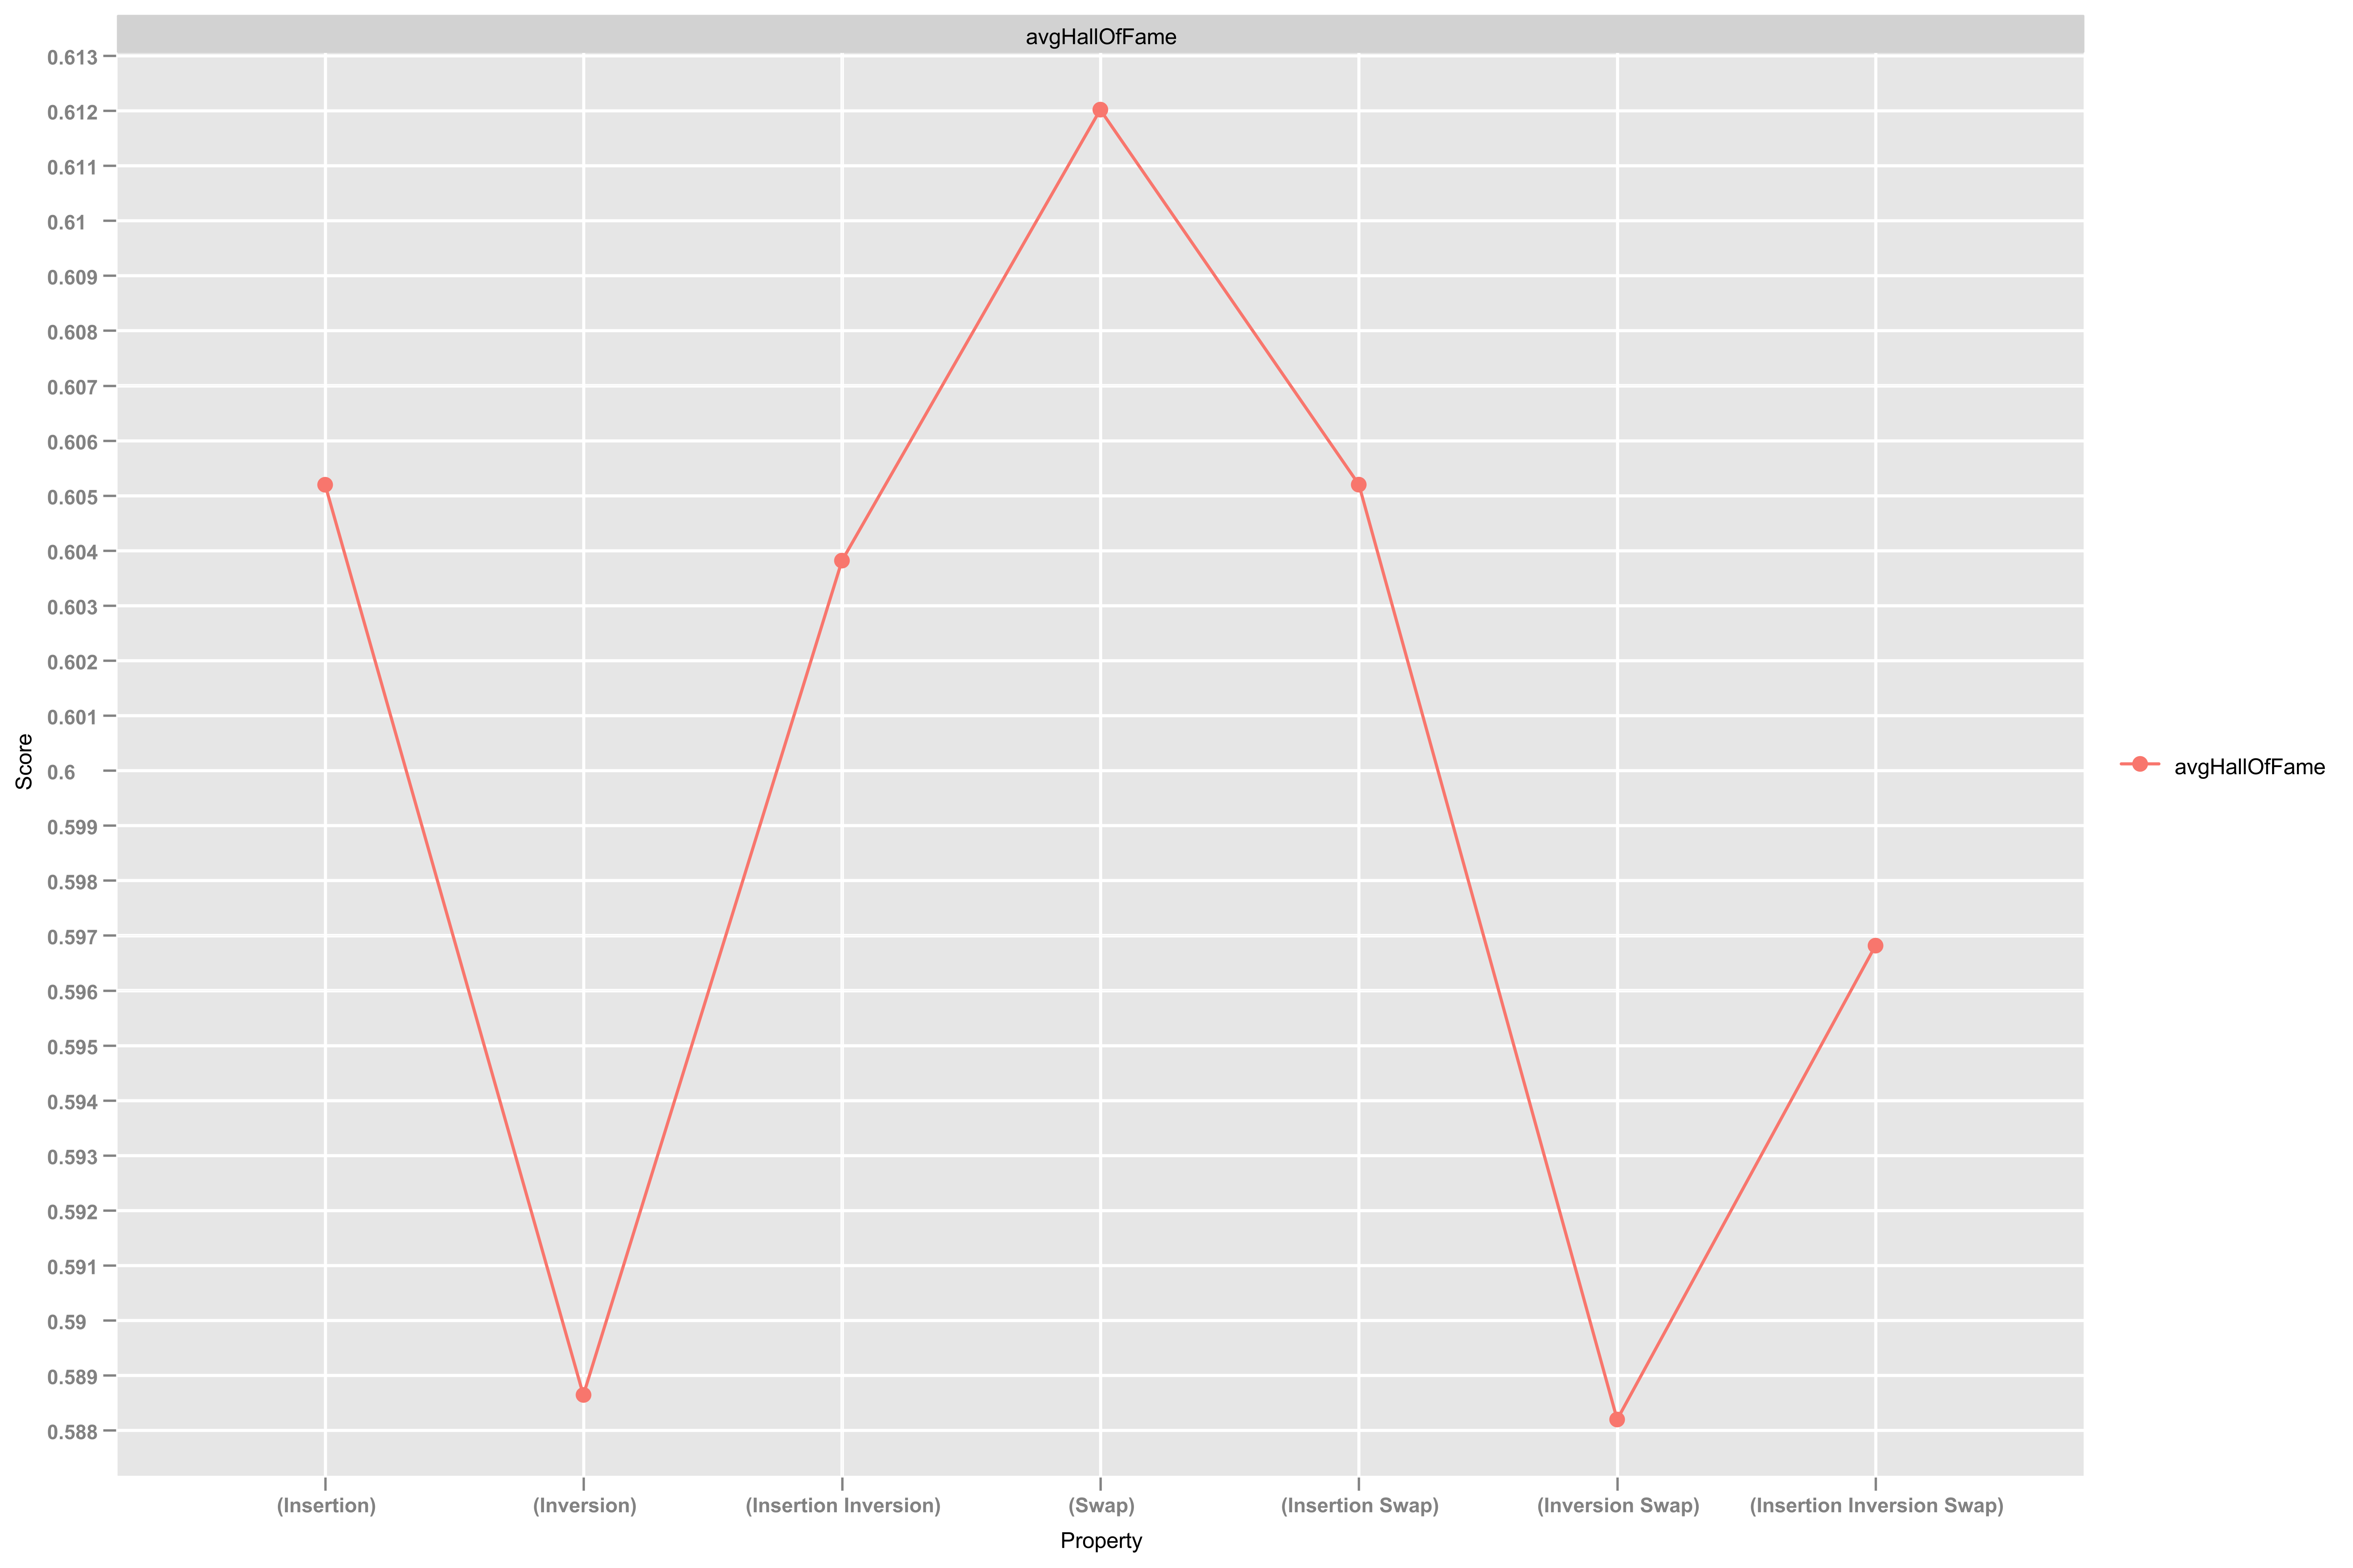 avgHallOfFame
0.613
0.612
0.611
0.61
0.609
0.608
0.607
0.606
0.605
0.604
0.603
0.602
0.601
0.6
0.599
0.598
0.597
0.596
0.595
0.594
0.593
0.592
0.591
0.59
0.589
0.588
Score
(Insertion)
(Inversion)
(Insertion Inversion)
(Swap)
(Insertion Swap)
(Inversion Swap)
(Insertion Inversion Swap)
Property
avgHallOfFame